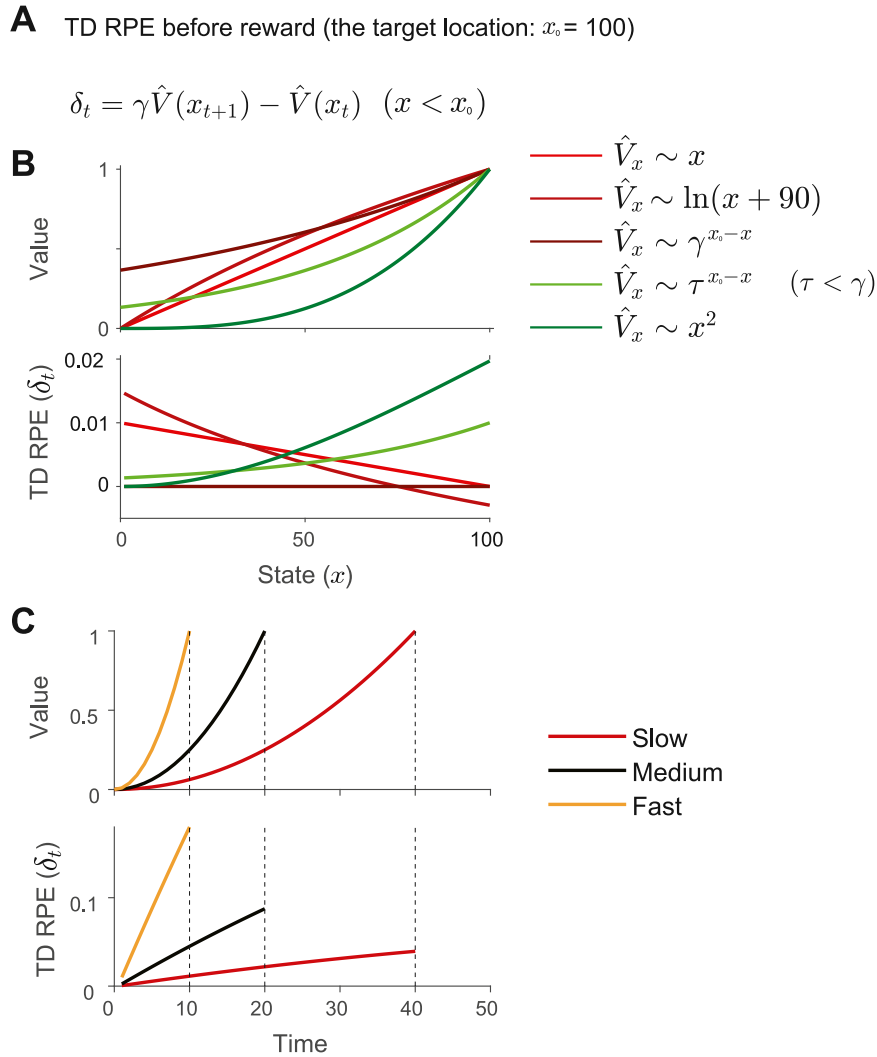 A TD RPE before reward (the target location: x₀ = 100)
δ_t = γV̂(x_{t+1}) − V̂(x_t) (x < x₀)
B
1
Value
0
V̂_x ∼ x
V̂_x ∼ ln(x + 90)
V̂_x ∼ γ^{x₀−x}
V̂_x ∼ τ^{x₀−x} (τ < γ)
V̂_x ∼ x²
0.02
0.01
0
TD RPE (δ_t)
0 50 100
State (x)
C
1
0.5
0
Value
Slow
Medium
Fast
0.1
0
TD RPE (δ_t)
0 10 20 30 40 50
Time